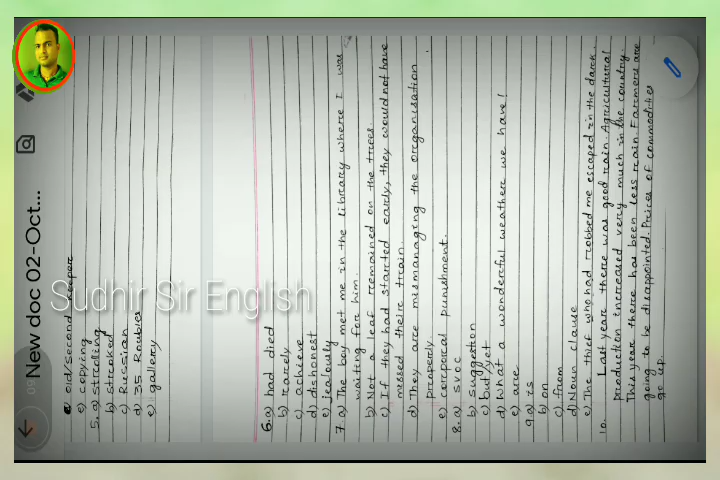 New doc 02-Oct...
09
Sudhir Sir English
d) old/second
e) copying
5. a) strolling
b) stroked
c) Russian
d) 35 Roubles
e) gallery
6. a) had died
b) rarely
c) achieve
d) dishonest
e) jealously
7. a) The boy met me in the library where I was
waiting for him.
b) Not a leaf remained on the trees.
c) If they had started early, they would not have
missed their train.
d) They are mismanaging the organisation
properly.
e) corporal punishment.
8. a) SVOC
b) suggestion
c) but/yet
d) What a wonderful weather we have!
e) are
9 a) is
b) on
c) from
d) Noun clause
e) The thief who had robbed me escaped in the dark.
10. Last year there was good rain. Agricultural
production increased very much in the country.
This year there has been less rain. Farmers are
going to be disappointed. Prices of commodities
go up.